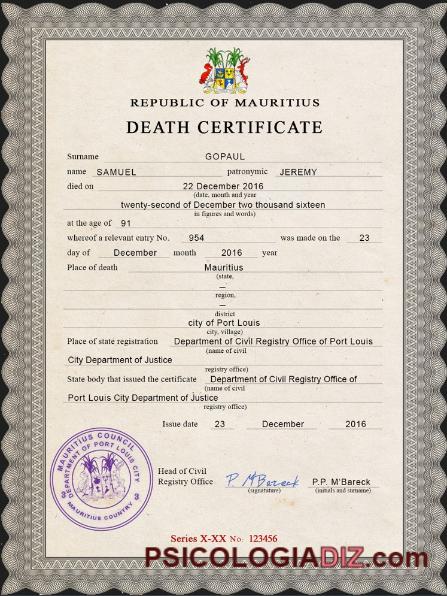 REPUBLIC OF MAURITIUS
DEATH CERTIFICATE
Surname GOPAUL
name SAMUEL patronymic JEREMY
died on 22 December 2016
(date, month and year
twenty-second of December two thousand sixteen
in figures and words)
at the age of 91
whereof a relevant entry No. 954 was made on the 23
day of December month 2016 year
Place of death Mauritius
(state,
—
region,
—
district
city of Port Louis
city, village)
Place of state registration Department of Civil Registry Office of Port Louis
(name of civil
City Department of Justice
registry office)
State body that issued the certificate Department of Civil Registry Office of
(name of civil
Port Louis City Department of Justice
registry office)
Issue date 23 December 2016
MAURITIUS COUNCIL
DEPARTMENT OF PORT LOUIS CITY
MAURITIUS COUNTRY
Head of Civil
Registry Office P M'Bareck P.P. M'Bareck
(signature) (initials and surname)
Series X-XX No. 123456
PSICOLOGIADIZ.com